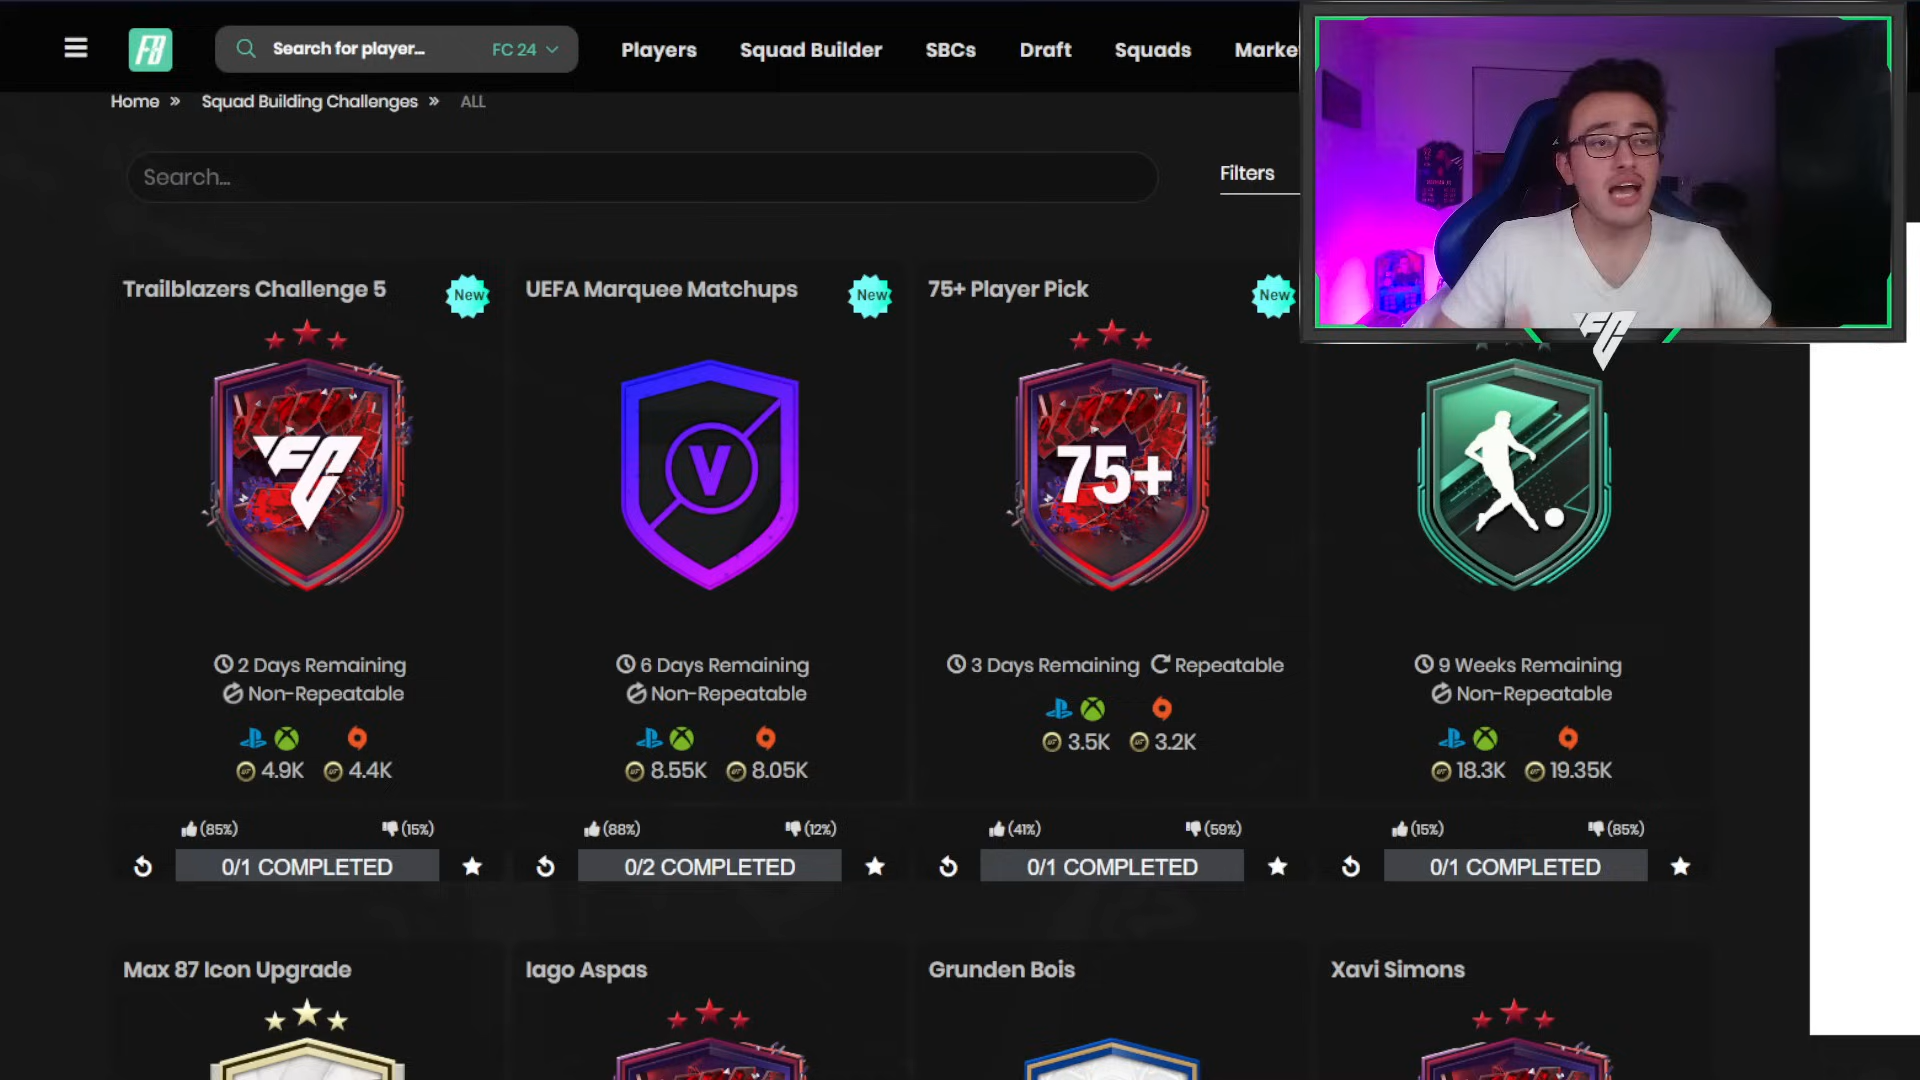 Search for player...
FC 24
Players
Squad Builder
SBCs
Draft
Squads
Marke
Home » Squad Building Challenges » ALL
Search...
Filters
Trailblazers Challenge 5
New
2 Days Remaining
Non-Repeatable
4.9K
4.4K
(85%)
(15%)
0/1 COMPLETED
UEFA Marquee Matchups
New
V
6 Days Remaining
Non-Repeatable
8.55K
8.05K
(88%)
(12%)
0/2 COMPLETED
75+ Player Pick
New
75+
3 Days Remaining
Repeatable
3.5K
3.2K
(41%)
(59%)
0/1 COMPLETED
9 Weeks Remaining
Non-Repeatable
18.3K
19.35K
(15%)
(85%)
0/1 COMPLETED
Max 87 Icon Upgrade
Iago Aspas
Grunden Bois
Xavi Simons